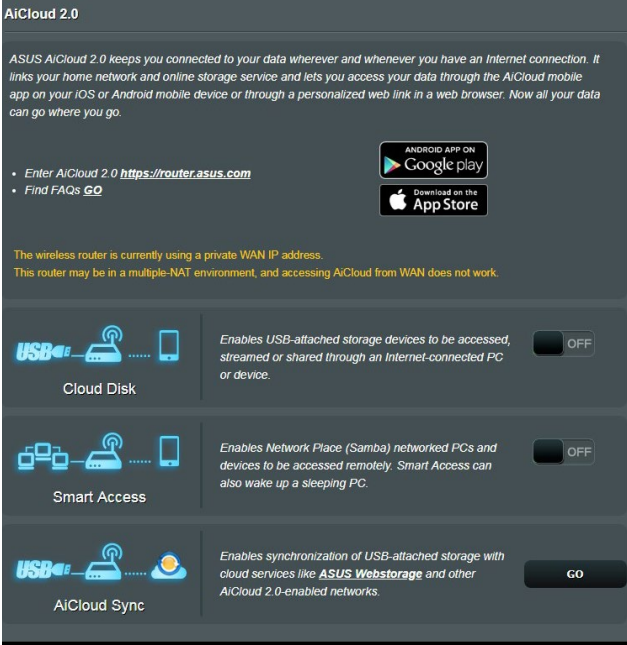 AiCloud 2.0
ASUS AiCloud 2.0 keeps you connected to your data wherever and whenever you have an Internet connection. It
links your home network and online storage service and lets you access your data through the AiCloud mobile
app on your iOS or Android mobile device or through a personalized web link in a web browser. Now all your data
can go where you go.
ANDROID APP ON
Google play
• Enter AiCloud 2.0 https://router.asus.com
• Find FAQs GO
Download on the
App Store
The wireless router is currently using a private WAN IP address.
This router may be in a multiple-NAT environment, and accessing AiCloud from WAN does not work.
USB
Cloud Disk
Enables USB-attached storage devices to be accessed,
streamed or shared through an Internet-connected PC
or device.
OFF
Smart Access
Enables Network Place (Samba) networked PCs and
devices to be accessed remotely. Smart Access can
also wake up a sleeping PC.
OFF
USB
AiCloud Sync
Enables synchronization of USB-attached storage with
cloud services like ASUS Webstorage and other
AiCloud 2.0-enabled networks.
GO